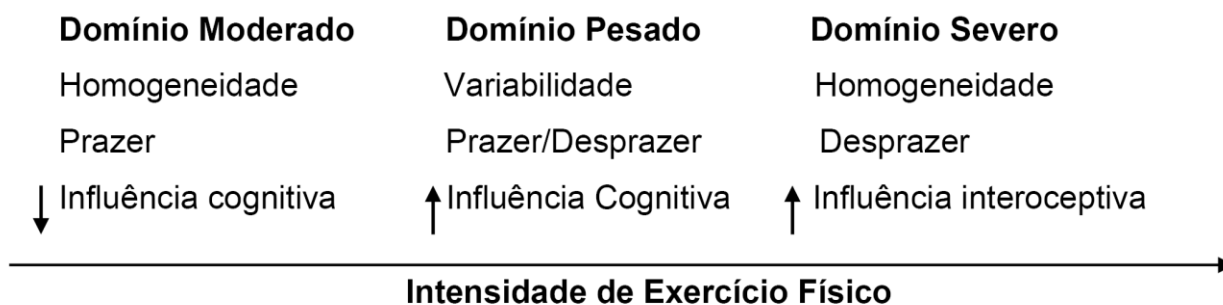 Domínio Moderado Domínio Pesado Domínio Severo
Homogeneidade Variabilidade Homogeneidade
Prazer Prazer/Desprazer Desprazer
↓ Influência cognitiva ↑ Influência Cognitiva ↑ Influência interoceptiva
Intensidade de Exercício Físico